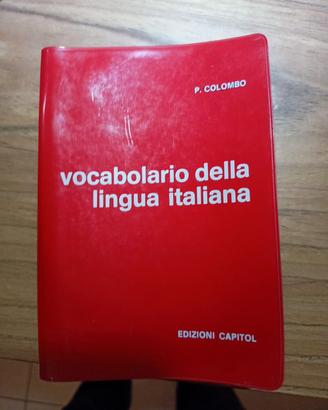 P. COLOMBO
vocabolario della
lingua italiana
EDIZIONI CAPITOL